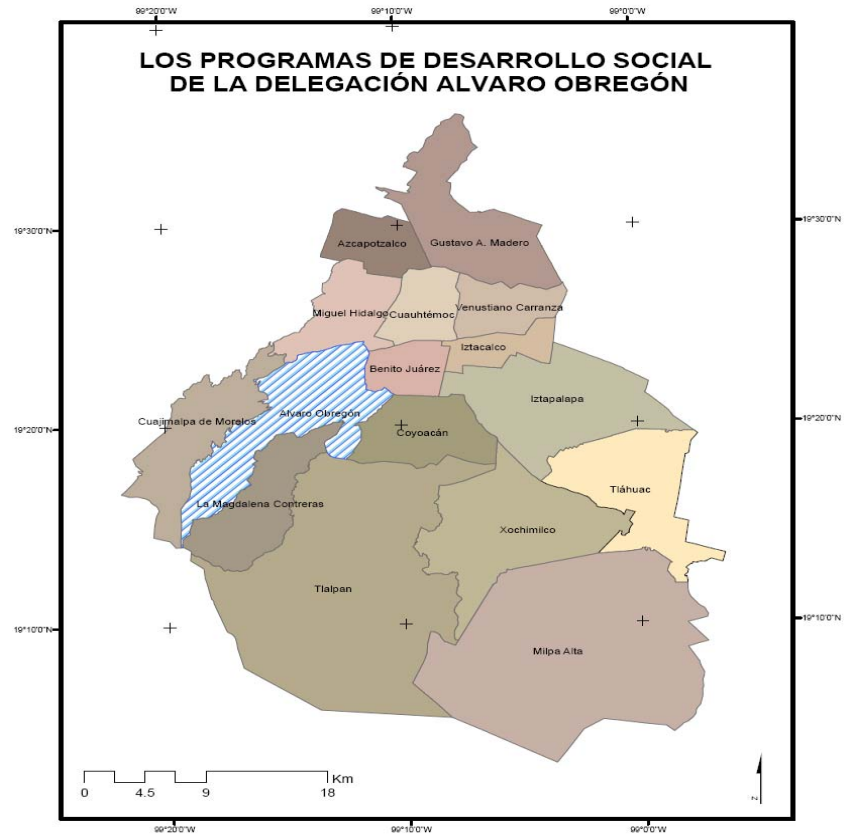 99°20'0"W 99°10'0"W 99°0'0"W
LOS PROGRAMAS DE DESARROLLO SOCIAL
DE LA DELEGACIÓN ALVARO OBREGÓN
19°30'0"N
19°30'0"N
Azcapotzalco
Gustavo A. Madero
Miguel Hidalgo
Cuauhtémoc
Venustiano Carranza
Iztacalco
Benito Juárez
Iztapalapa
Alvaro Obregón
Cuajimalpa de Morelos
19°20'0"N
19°20'0"N
Coyoacán
Tláhuac
La Magdalena Contreras
Xochimilco
Tlalpan
19°10'0"N
19°10'0"N
Milpa Alta
Km
0 4.5 9 18
N
99°20'0"W 99°10'0"W 99°0'0"W